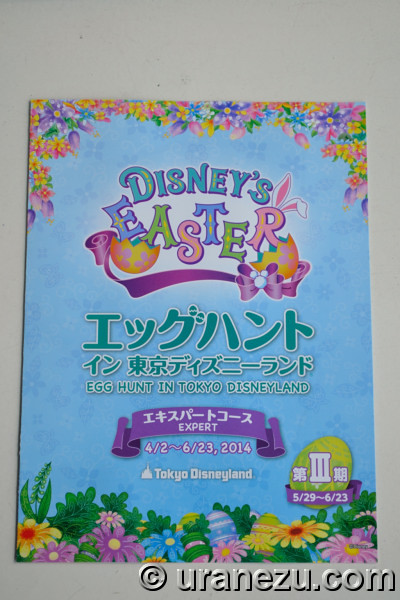 DISNEY'S
EASTER
エッグハント
イン 東京ディズニーランド
EGG HUNT IN TOKYO DISNEYLAND
エキスパートコース
EXPERT
4/2～6/23, 2014
Tokyo Disneyland
第Ⅲ期
5/29～6/23
© uranezu.com